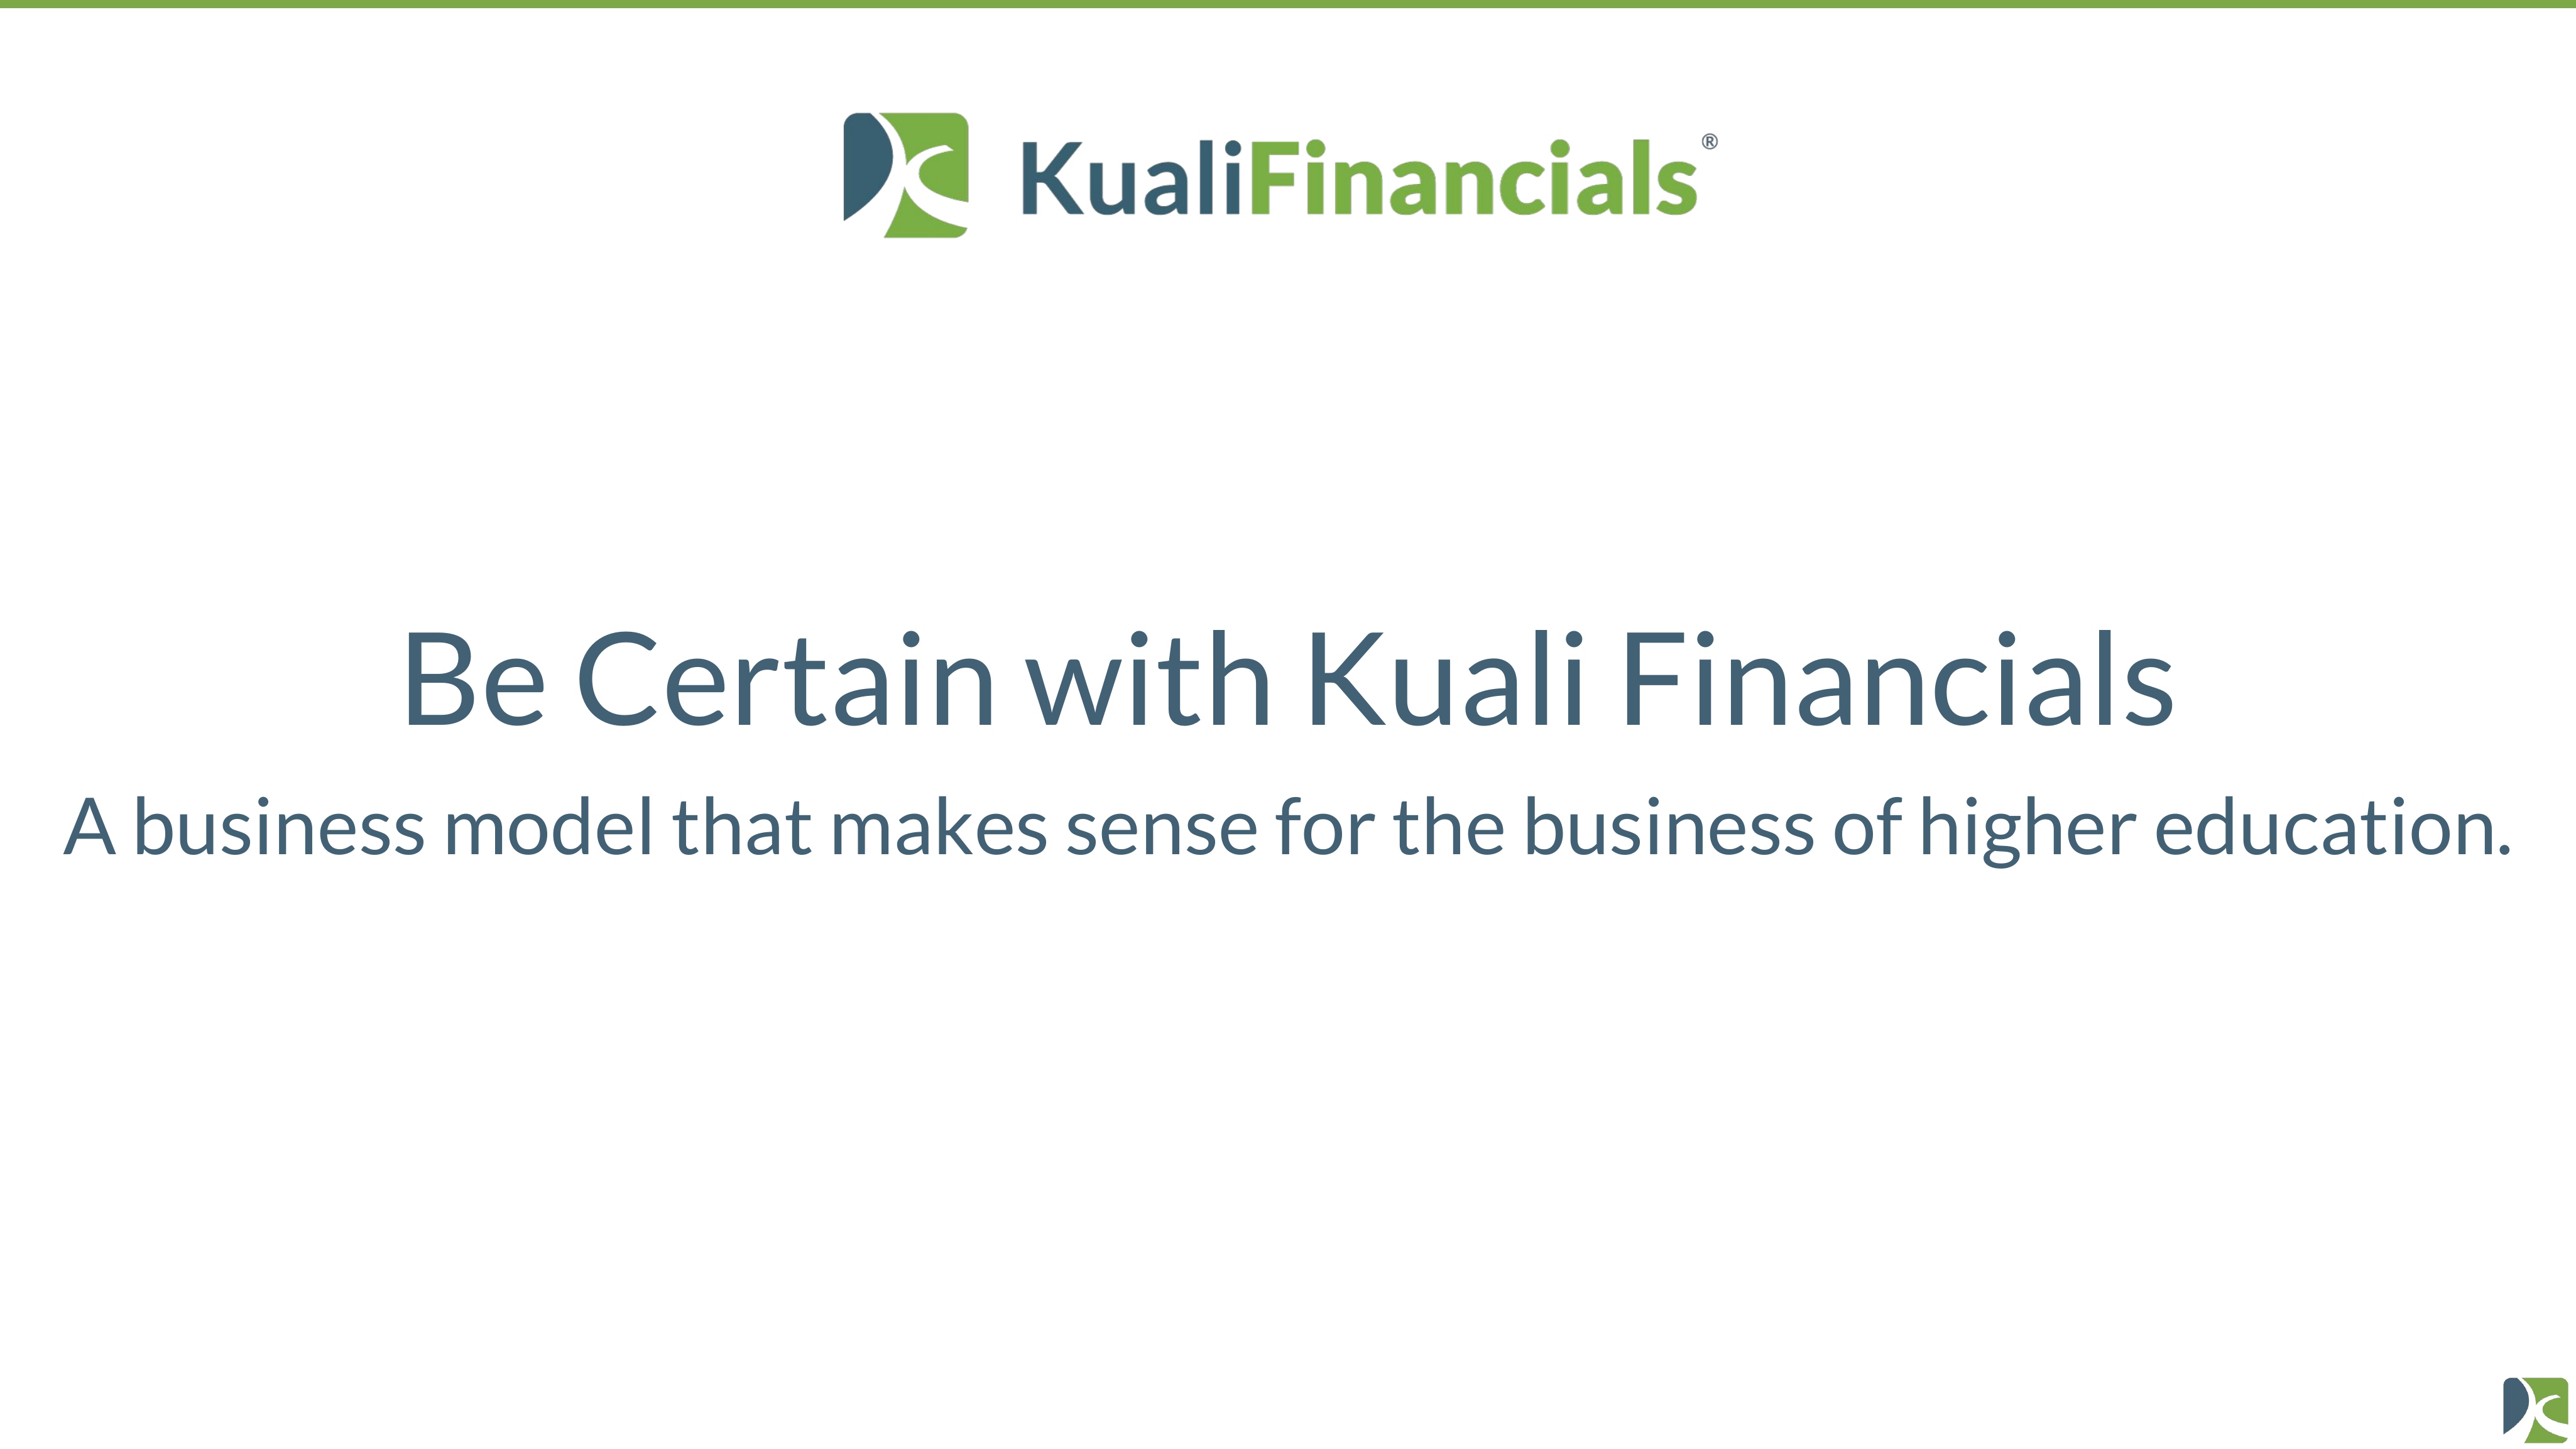 KualiFinancials®
Be Certain with Kuali Financials
A business model that makes sense for the business of higher education.